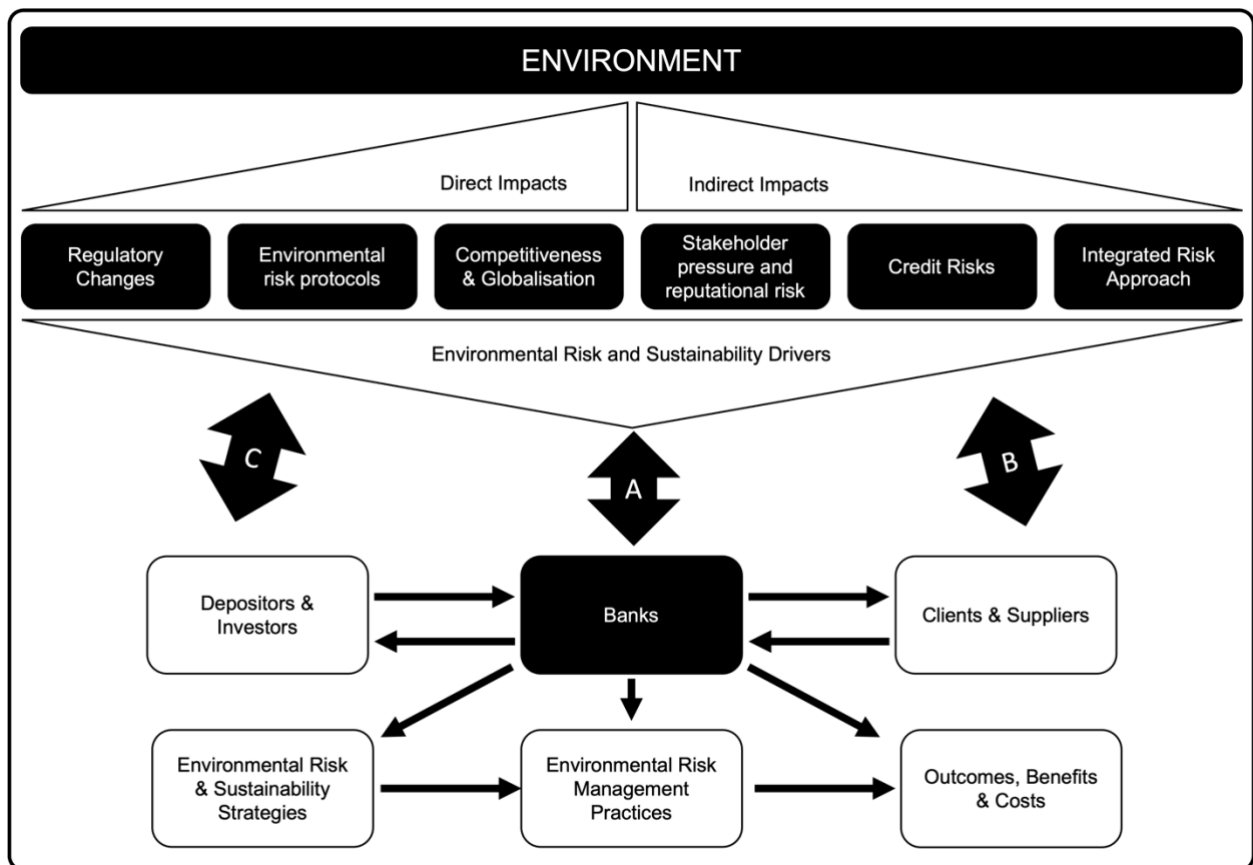 ENVIRONMENT
Direct Impacts
Indirect Impacts
Regulatory
Changes
Environmental
risk protocols
Competitiveness
& Globalisation
Stakeholder
pressure and
reputational risk
Credit Risks
Integrated Risk
Approach
Environmental Risk and Sustainability Drivers
C
A
B
Depositors &
Investors
Banks
Clients & Suppliers
Environmental Risk
& Sustainability
Strategies
Environmental Risk
Management
Practices
Outcomes, Benefits
& Costs